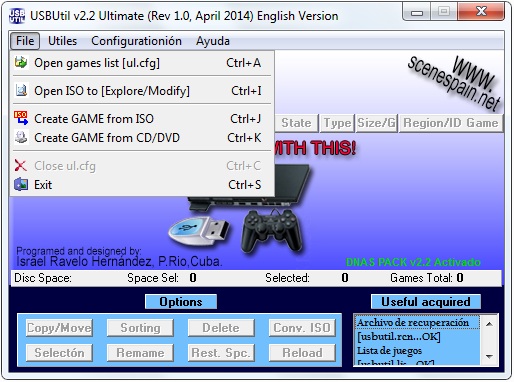 USB UTIL USBUtil v2.2 Ultimate (Rev 1.0, April 2014) English Version
File Utiles Configurationión Ayuda
Open games list [ul.cfg] Ctrl+A
Open ISO to [Explore/Modify] Ctrl+I
Create GAME from ISO Ctrl+J
Create GAME from CD/DVD Ctrl+K
Close ul.cfg Ctrl+C
Exit Ctrl+S
www.
scenespain.net
State Type Size/G Region/ID Game
WITH THIS!
Programed and designed by:
Israel Ravelo Hernández, P.Rio,Cuba.
DNAS PACK v2.2 Activado
Disc Space: Space Sel: 0 Selected: 0 Games Total: 0
Options
Useful acquired
Copy/Move Sorting Delete Conv. ISO
Selectón Remame Rest. Spc. Reload
Archivo de recuperación
[usbutil.rcn...OK]
Lista de juegos
[usbutil.lis...OK]